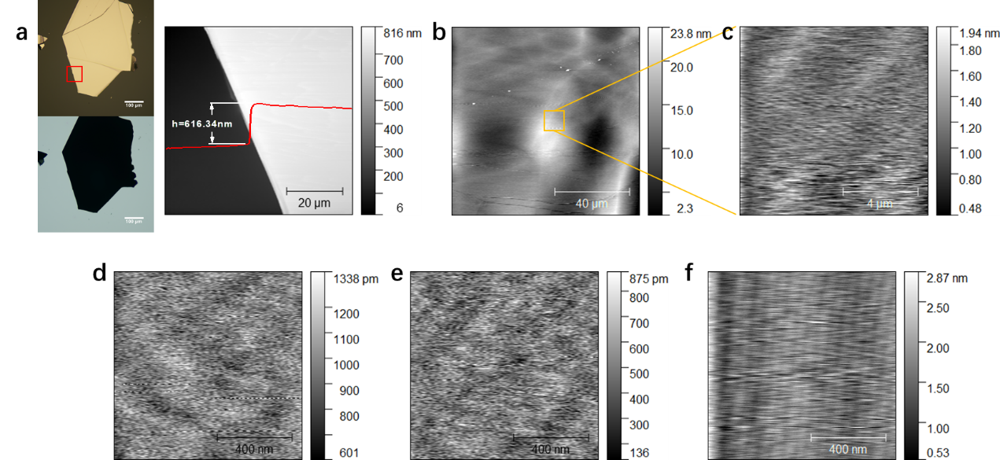 a
100 µm
100 µm
h=616.34nm
20 µm
816 nm
700
600
500
400
300
200
6
b
40 µm
23.8 nm
20.0
15.0
10.0
2.3
c
4 µm
1.94 nm
1.80
1.60
1.40
1.20
1.00
0.80
0.48
d
400 nm
1338 pm
1200
1100
1000
900
800
601
e
400 nm
875 pm
800
700
600
500
400
300
136
f
400 nm
2.87 nm
2.50
2.00
1.50
1.00
0.53